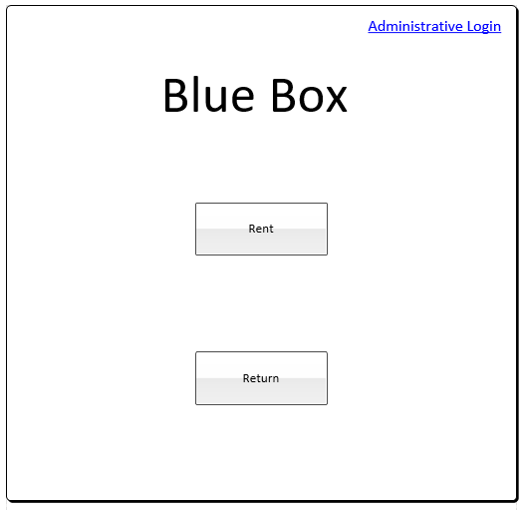 Administrative Login
Blue Box
Rent
Return